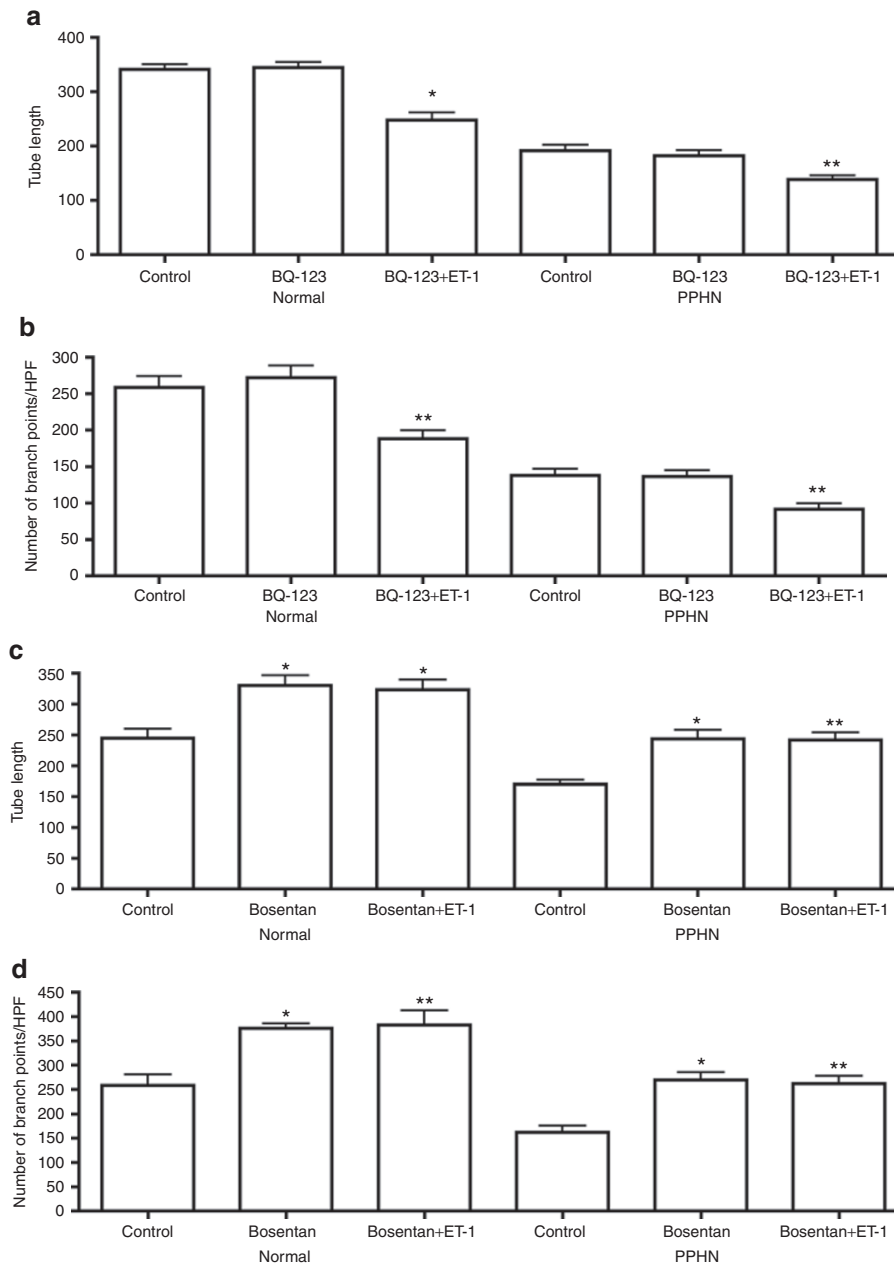 a
400
300
200
100
0
Tube length
*
**
Control BQ-123 BQ-123+ET-1 Control BQ-123 BQ-123+ET-1
Normal PPHN
b
300
250
200
150
100
50
0
Number of branch points/HPF
**
**
Control BQ-123 BQ-123+ET-1 Control BQ-123 BQ-123+ET-1
Normal PPHN
c
350
300
250
200
150
100
50
0
Tube length
* *
* **
Control Bosentan Bosentan+ET-1 Control Bosentan Bosentan+ET-1
Normal PPHN
d
450
400
350
300
250
200
150
100
50
0
Number of branch points/HPF
* **
* **
Control Bosentan Bosentan+ET-1 Control Bosentan Bosentan+ET-1
Normal PPHN